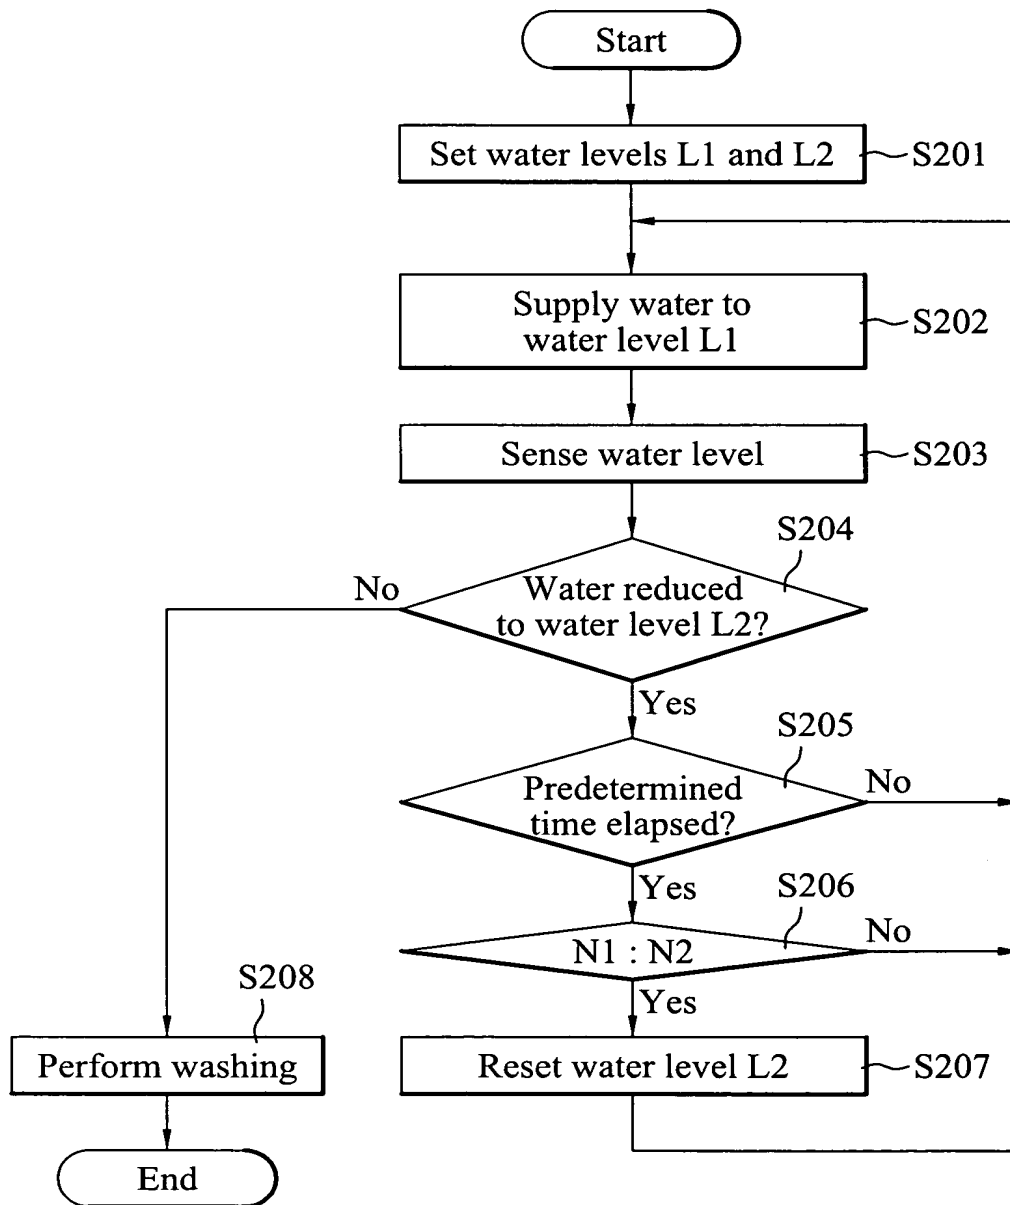 Start
Set water levels L1 and L2
S201
Supply water to
water level L1
S202
Sense water level
S203
S204
Water reduced
to water level L2?
No
Yes
S205
Predetermined
time elapsed?
No
Yes
S206
N1 : N2
No
Yes
S208
Perform washing
Reset water level L2
S207
End